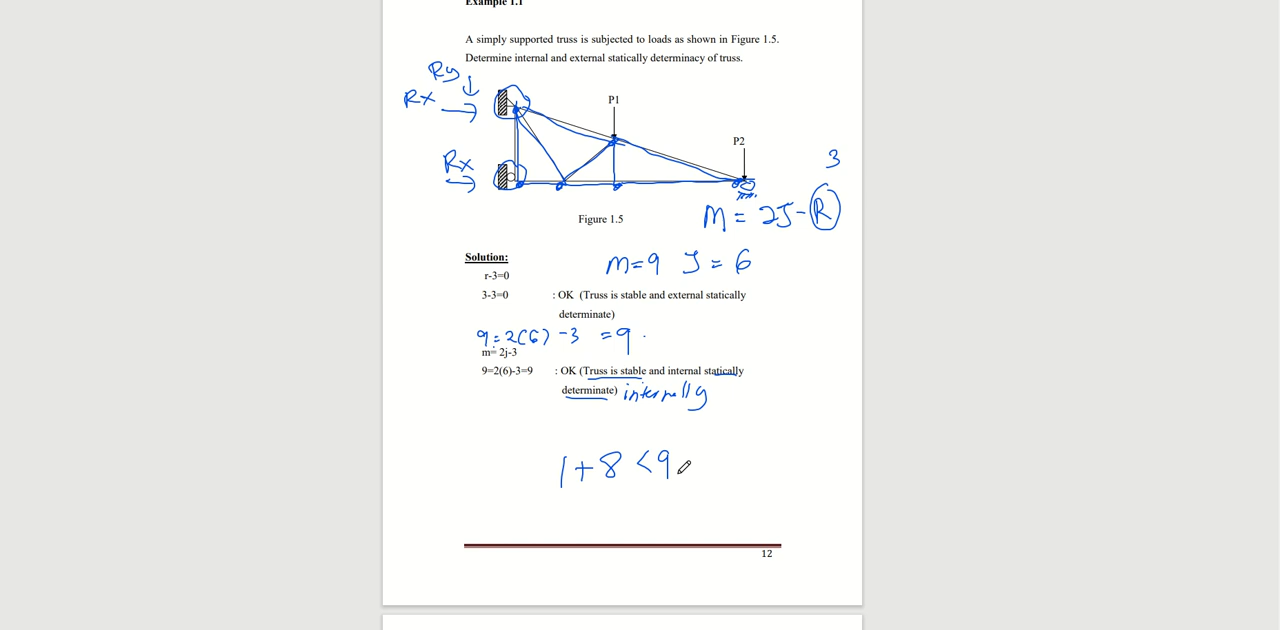 Example 1.1
A simply supported truss is subjected to loads as shown in Figure 1.5.
Determine internal and external statically determinacy of truss.
Ry
Rx
P1
P2
Rx
3
m = 2J - R
Figure 1.5
Solution:
m=9 J = 6
r-3=0
3-3=0 : OK (Truss is stable and external statically
determinate)
9=2(6) -3 =9.
m= 2j-3
9=2(6)-3=9 : OK (Truss is stable and internal statically
determinate) internally
1+8 <9
12